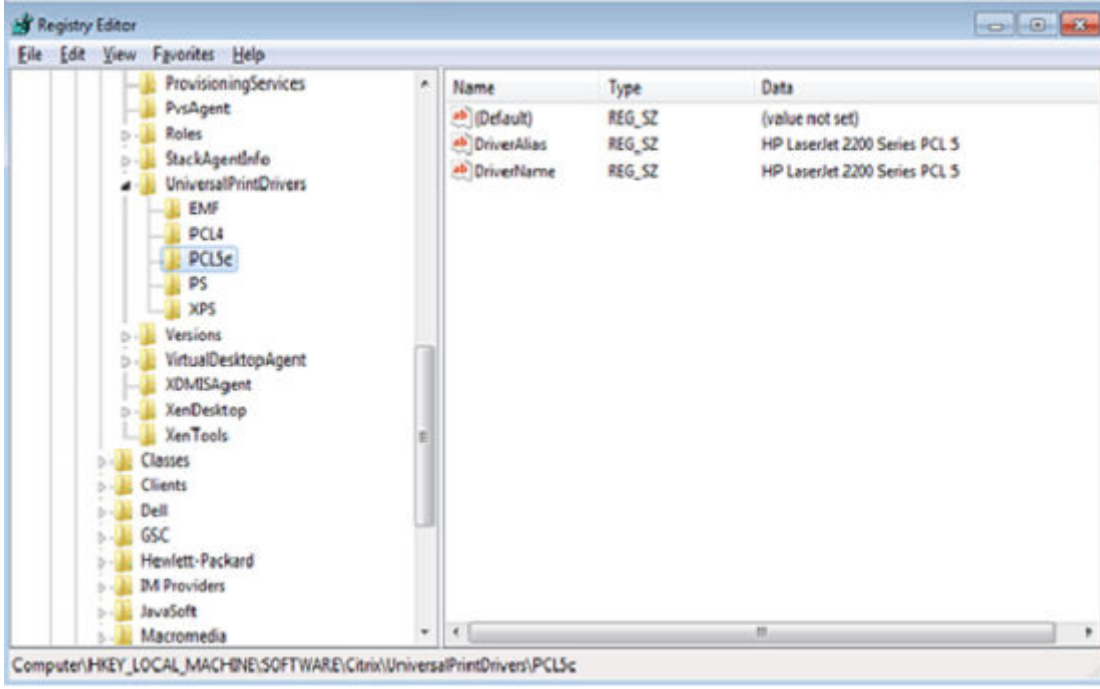 Registry Editor
File Edit View Favorites Help
ProvisioningServices
PvsAgent
Roles
StackAgentInfo
UniversalPrintDrivers
EMF
PCL4
PCL5c
PS
XPS
Versions
VirtualDesktopAgent
XDMISAgent
XenDesktop
XenTools
Classes
Clients
Dell
GSC
Hewlett-Packard
IM Providers
JavaSoft
Macromedia
Name Type Data
ab (Default) REG_SZ (value not set)
ab DriverAlias REG_SZ HP LaserJet 2200 Series PCL 5
ab DriverName REG_SZ HP LaserJet 2200 Series PCL 5
Computer\HKEY_LOCAL_MACHINE\SOFTWARE\Citrix\UniversalPrintDrivers\PCL5c